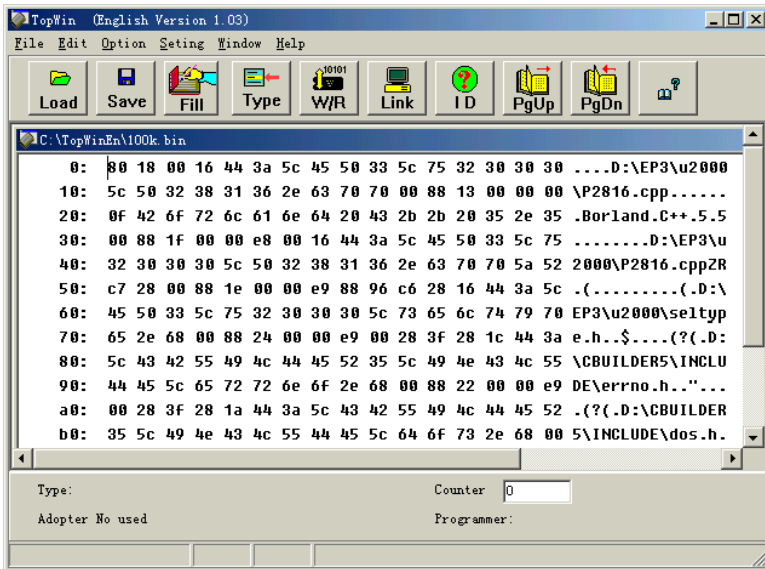 TopWin (English Version 1.03)
File Edit Option Seting Window Help
Load Save Fill Type 10101 W/R Link ? ID PgUp PgDn
C:\TopWinEn\100k.bin
0: 80 18 00 16 44 3a 5c 45 50 33 5c 75 32 30 30 30 ....D:\EP3\u2000
10: 5c 50 32 38 31 36 2e 63 70 70 00 88 13 00 00 00 \P2816.cpp......
20: 0f 42 6f 72 6c 61 6e 64 20 43 2b 2b 20 35 2e 35 .Borland.C++.5.5
30: 00 88 1f 00 00 e8 00 16 44 3a 5c 45 50 33 5c 75 ........D:\EP3\u
40: 32 30 30 30 5c 50 32 38 31 36 2e 63 70 70 5a 52 2000\P2816.cppZR
50: c7 28 00 88 1e 00 00 e9 88 96 c6 28 16 44 3a 5c .(.........(.D:\
60: 45 50 33 5c 75 32 30 30 30 5c 73 65 6c 74 79 70 EP3\u2000\seltyp
70: 65 2e 68 00 88 24 00 00 e9 00 28 3f 28 1c 44 3a e.h..$....(?(.D:
80: 5c 43 42 55 49 4c 44 45 52 35 5c 49 4e 43 4c 55 \CBUILDER5\INCLU
90: 44 45 5c 65 72 72 6e 6f 2e 68 00 88 22 00 00 e9 DE\errno.h.."...
a0: 00 28 3f 28 1a 44 3a 5c 43 42 55 49 4c 44 45 52 .(?(.D:\CBUILDER
b0: 35 5c 49 4e 43 4c 55 44 45 5c 64 6f 73 2e 68 00 5\INCLUDE\dos.h.
Type: Counter 0
Adopter No used Programmer: